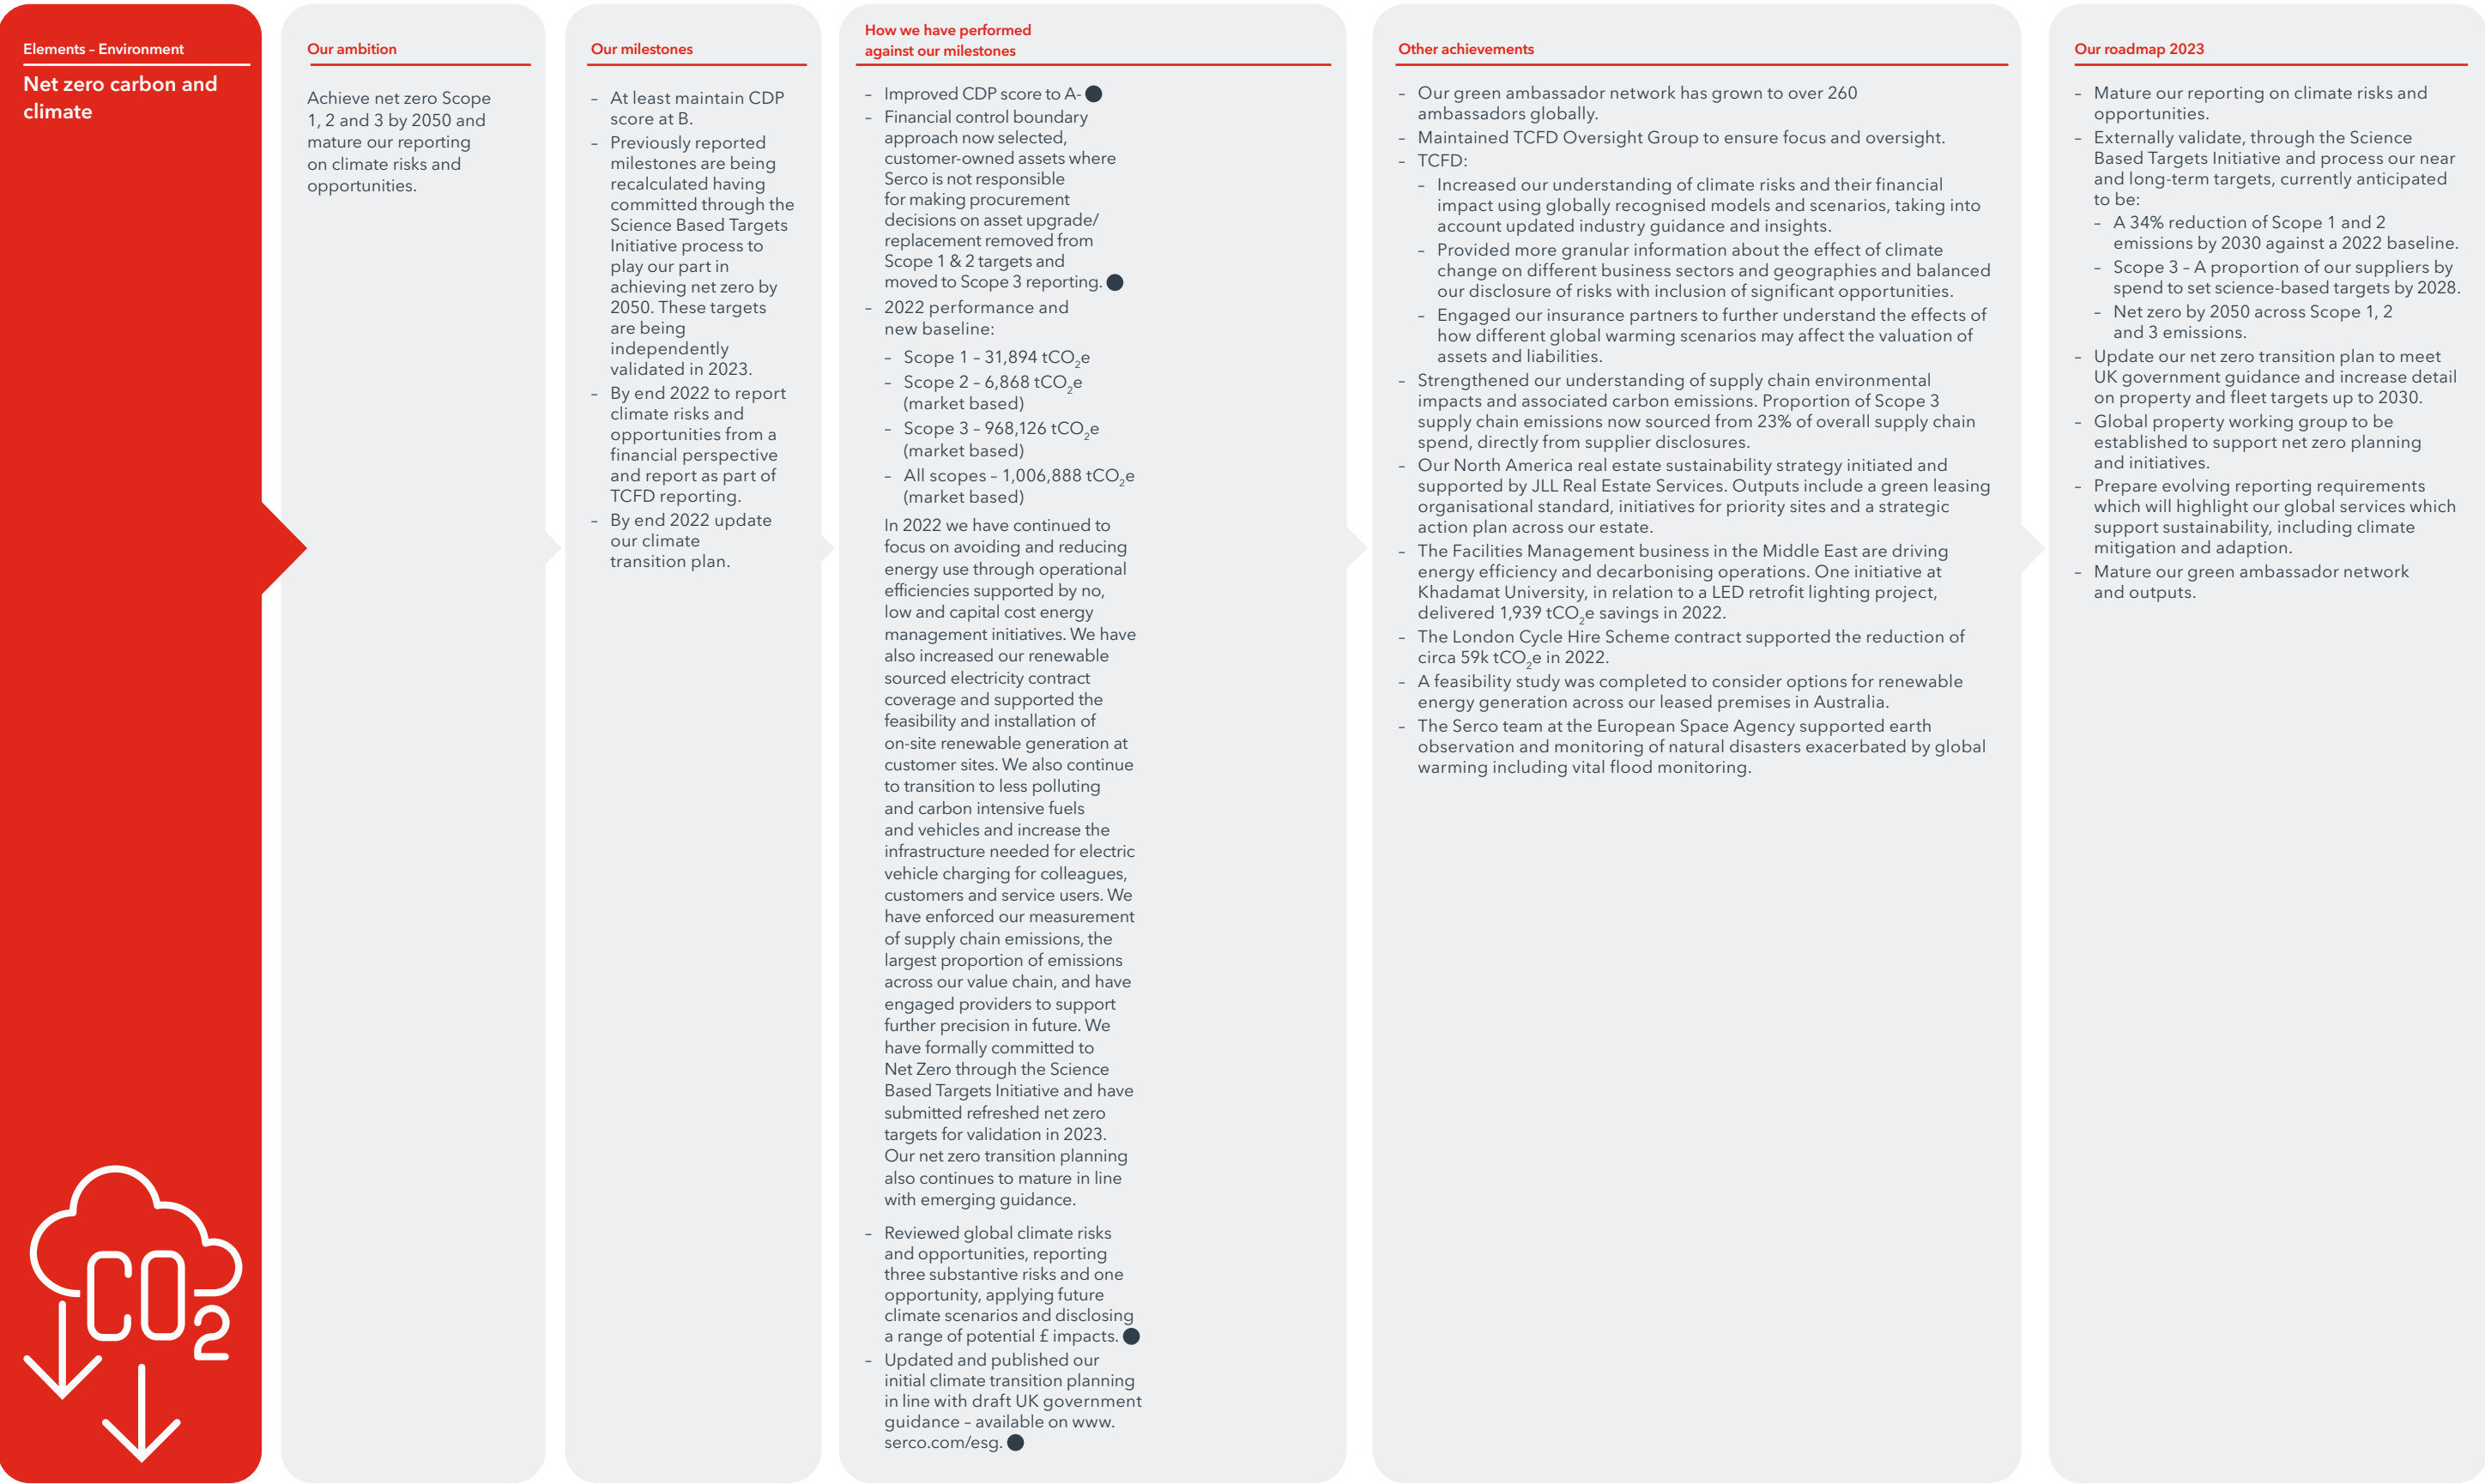 Elements – Environment
Net zero carbon and
climate
CO2
Our ambition
Achieve net zero Scope
1, 2 and 3 by 2050 and
mature our reporting
on climate risks and
opportunities.
Our milestones
– At least maintain CDP
score at B.
– Previously reported
milestones are being
recalculated having
committed through the
Science Based Targets
Initiative process to
play our part in
achieving net zero by
2050. These targets
are being
independently
validated in 2023.
– By end 2022 to report
climate risks and
opportunities from a
financial perspective
and report as part of
TCFD reporting.
– By end 2022 update
our climate
transition plan.
How we have performed
against our milestones
– Improved CDP score to A-
– Financial control boundary
approach now selected,
customer-owned assets where
Serco is not responsible
for making procurement
decisions on asset upgrade/
replacement removed from
Scope 1 & 2 targets and
moved to Scope 3 reporting.
– 2022 performance and
new baseline:
– Scope 1 – 31,894 tCO2e
– Scope 2 – 6,868 tCO2e
(market based)
– Scope 3 – 968,126 tCO2e
(market based)
– All scopes – 1,006,888 tCO2e
(market based)
In 2022 we have continued to
focus on avoiding and reducing
energy use through operational
efficiencies supported by no,
low and capital cost energy
management initiatives. We have
also increased our renewable
sourced electricity contract
coverage and supported the
feasibility and installation of
on-site renewable generation at
customer sites. We also continue
to transition to less polluting
and carbon intensive fuels
and vehicles and increase the
infrastructure needed for electric
vehicle charging for colleagues,
customers and service users. We
have enforced our measurement
of supply chain emissions, the
largest proportion of emissions
across our value chain, and have
engaged providers to support
further precision in future. We
have formally committed to
Net Zero through the Science
Based Targets Initiative and have
submitted refreshed net zero
targets for validation in 2023.
Our net zero transition planning
also continues to mature in line
with emerging guidance.
– Reviewed global climate risks
and opportunities, reporting
three substantive risks and one
opportunity, applying future
climate scenarios and disclosing
a range of potential £ impacts.
– Updated and published our
initial climate transition planning
in line with draft UK government
guidance – available on www.
serco.com/esg.
Other achievements
– Our green ambassador network has grown to over 260
ambassadors globally.
– Maintained TCFD Oversight Group to ensure focus and oversight.
– TCFD:
– Increased our understanding of climate risks and their financial
impact using globally recognised models and scenarios, taking into
account updated industry guidance and insights.
– Provided more granular information about the effect of climate
change on different business sectors and geographies and balanced
our disclosure of risks with inclusion of significant opportunities.
– Engaged our insurance partners to further understand the effects of
how different global warming scenarios may affect the valuation of
assets and liabilities.
– Strengthened our understanding of supply chain environmental
impacts and associated carbon emissions. Proportion of Scope 3
supply chain emissions now sourced from 23% of overall supply chain
spend, directly from supplier disclosures.
– Our North America real estate sustainability strategy initiated and
supported by JLL Real Estate Services. Outputs include a green leasing
organisational standard, initiatives for priority sites and a strategic
action plan across our estate.
– The Facilities Management business in the Middle East are driving
energy efficiency and decarbonising operations. One initiative at
Khadamat University, in relation to a LED retrofit lighting project,
delivered 1,939 tCO2e savings in 2022.
– The London Cycle Hire Scheme contract supported the reduction of
circa 59k tCO2e in 2022.
– A feasibility study was completed to consider options for renewable
energy generation across our leased premises in Australia.
– The Serco team at the European Space Agency supported earth
observation and monitoring of natural disasters exacerbated by global
warming including vital flood monitoring.
Our roadmap 2023
– Mature our reporting on climate risks and
opportunities.
– Externally validate, through the Science
Based Targets Initiative and process our near
and long-term targets, currently anticipated
to be:
– A 34% reduction of Scope 1 and 2
emissions by 2030 against a 2022 baseline.
– Scope 3 – A proportion of our suppliers by
spend to set science-based targets by 2028.
– Net zero by 2050 across Scope 1, 2
and 3 emissions.
– Update our net zero transition plan to meet
UK government guidance and increase detail
on property and fleet targets up to 2030.
– Global property working group to be
established to support net zero planning
and initiatives.
– Prepare evolving reporting requirements
which will highlight our global services which
support sustainability, including climate
mitigation and adaption.
– Mature our green ambassador network
and outputs.